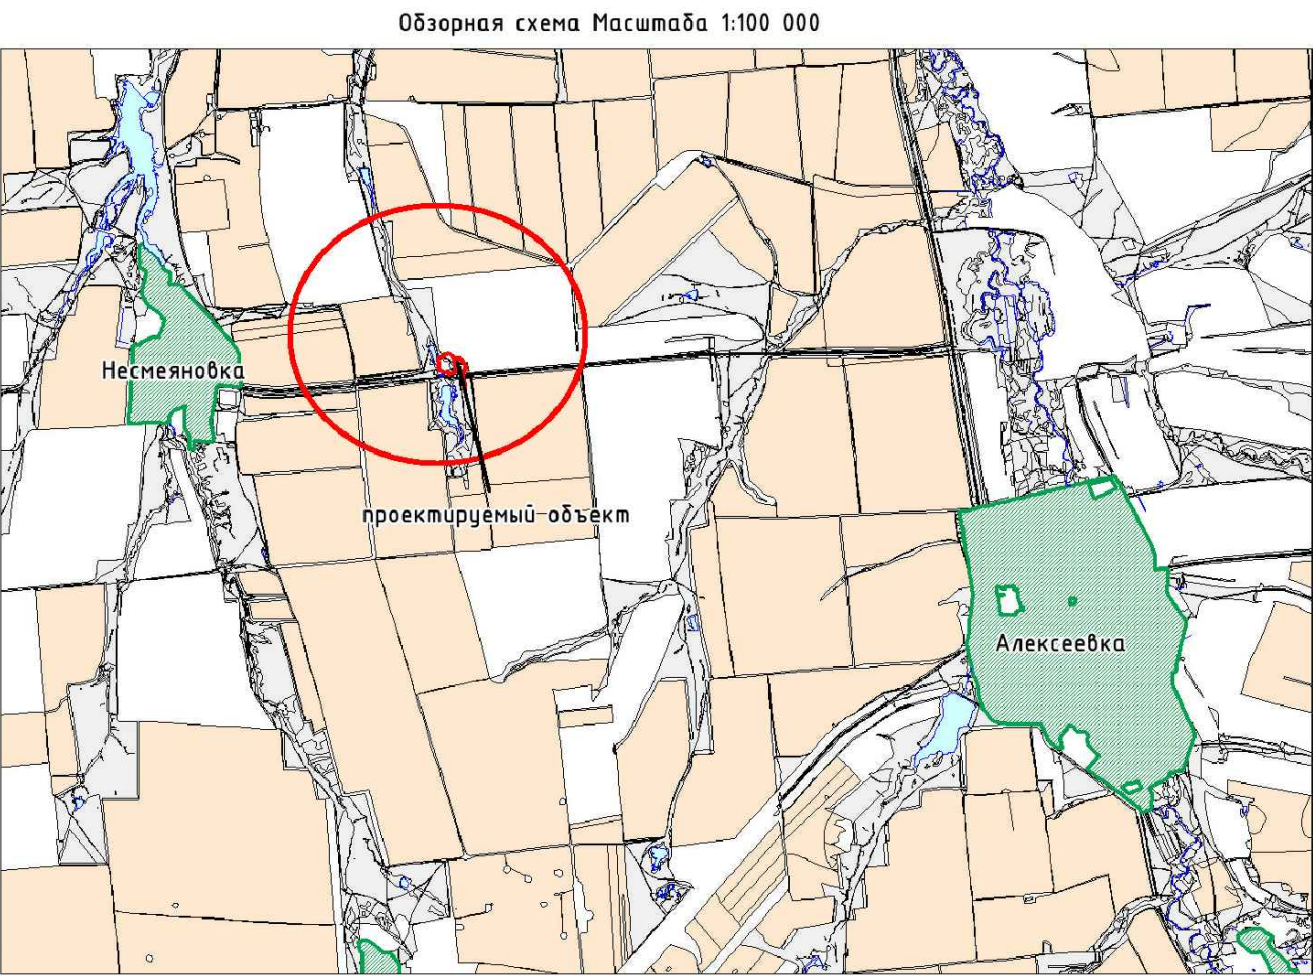 Обзорная схема Масштаба 1:100 000
Несмеяновка
проектируемый объект
Алексеевка